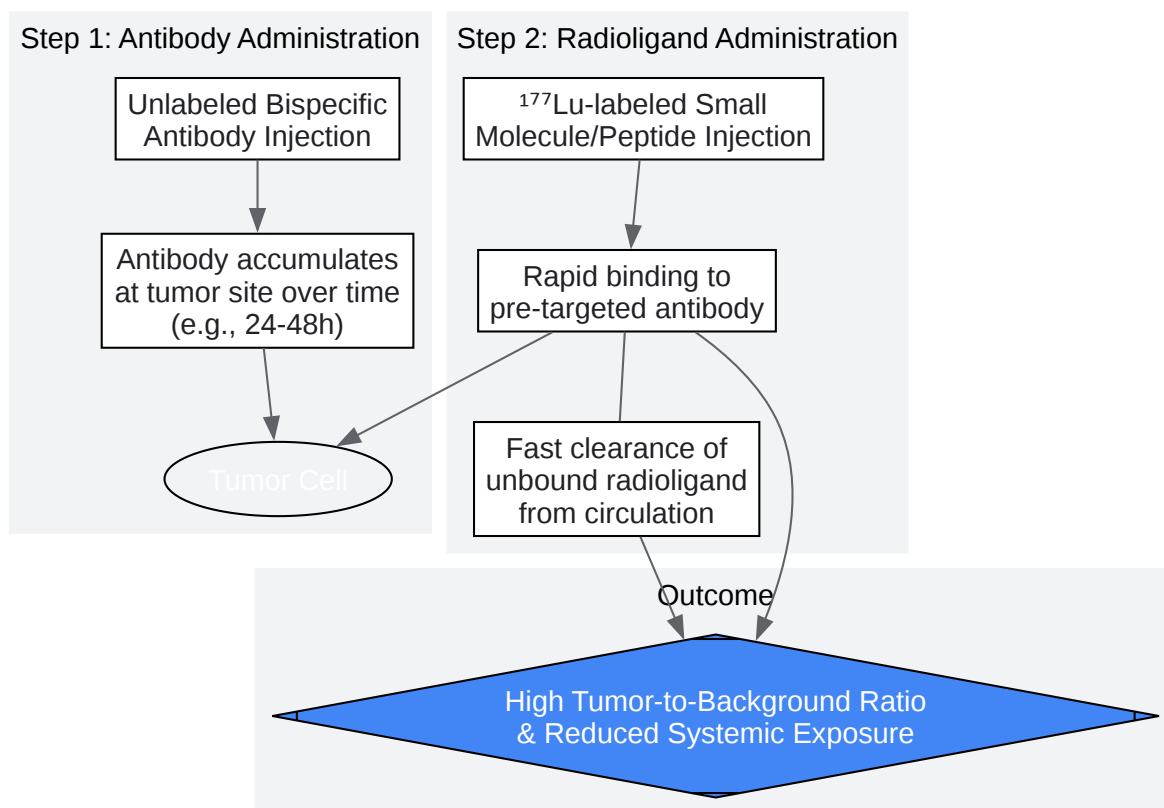 Step 1: Antibody Administration
Unlabeled Bispecific
Antibody Injection
Antibody accumulates
at tumor site over time
(e.g., 24-48h)
Tumor Cell
Step 2: Radioligand Administration
¹⁷⁷Lu-labeled Small
Molecule/Peptide Injection
Rapid binding to
pre-targeted antibody
Fast clearance of
unbound radioligand
from circulation
Outcome
High Tumor-to-Background Ratio
& Reduced Systemic Exposure